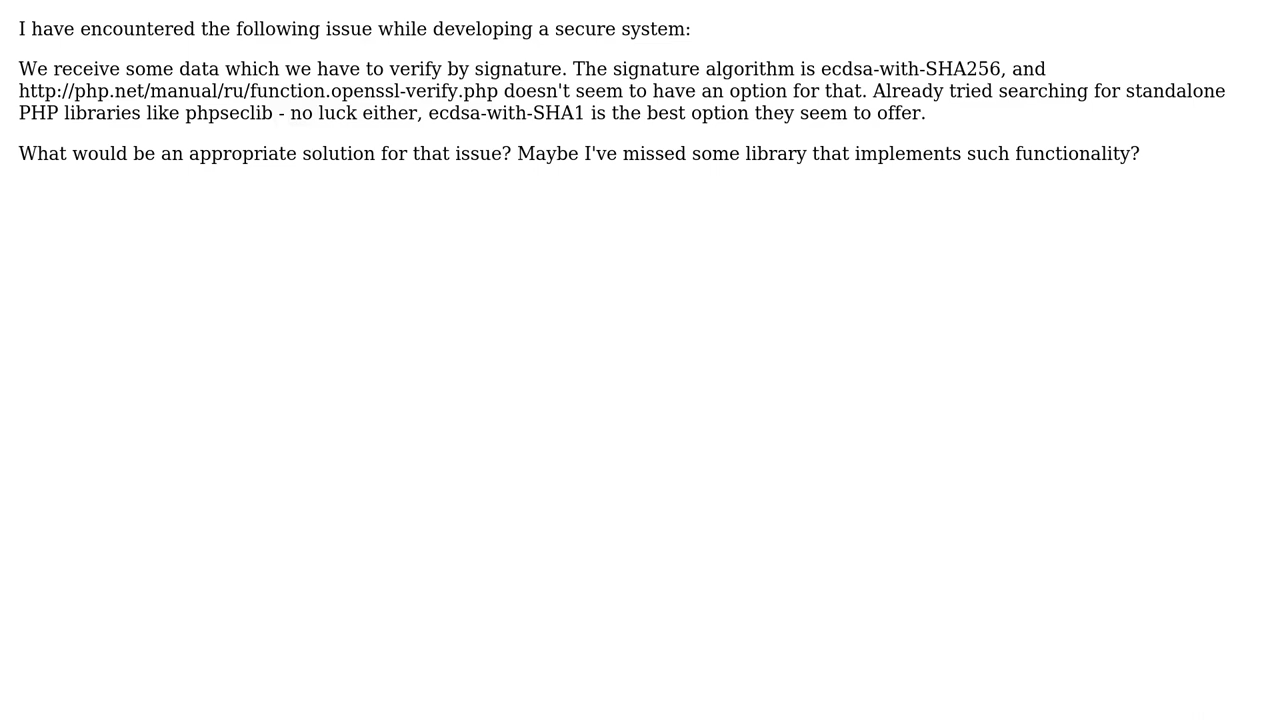 I have encountered the following issue while developing a secure system:
We receive some data which we have to verify by signature. The signature algorithm is ecdsa-with-SHA256, and
http://php.net/manual/ru/function.openssl-verify.php doesn't seem to have an option for that. Already tried searching for standalone
PHP libraries like phpseclib - no luck either, ecdsa-with-SHA1 is the best option they seem to offer.
What would be an appropriate solution for that issue? Maybe I've missed some library that implements such functionality?